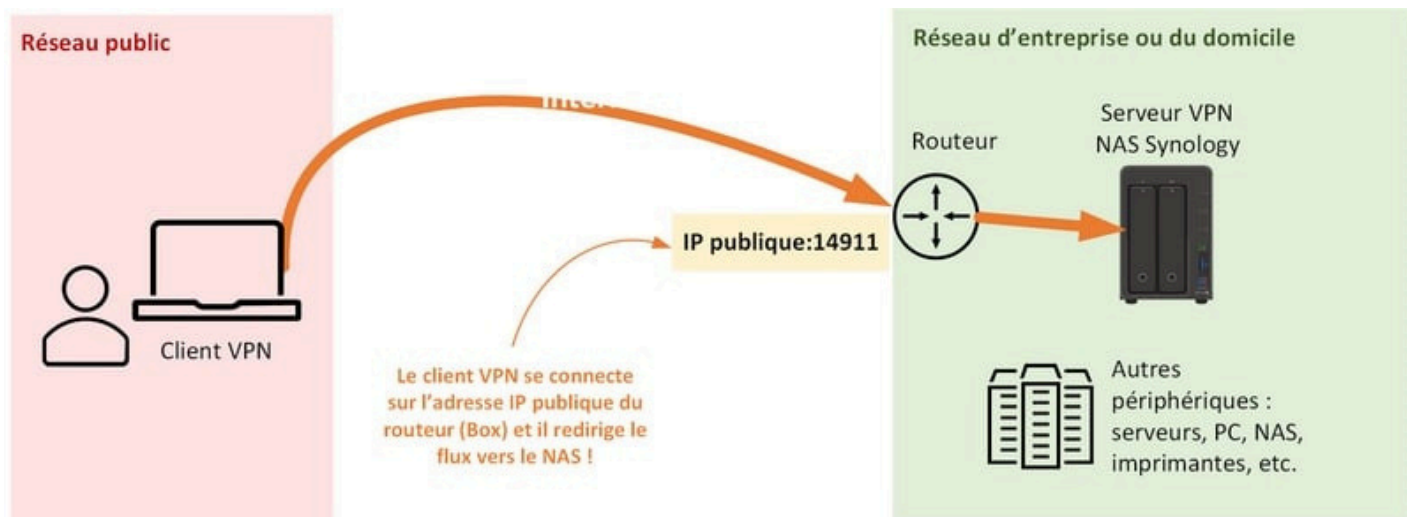 Réseau public
Réseau d'entreprise ou du domicile
Serveur VPN
NAS Synology
Routeur
IP publique:14911
Client VPN
Le client VPN se connecte
sur l'adresse IP publique du
routeur (Box) et il redirige le
flux vers le NAS !
Autres
périphériques :
serveurs, PC, NAS,
imprimantes, etc.